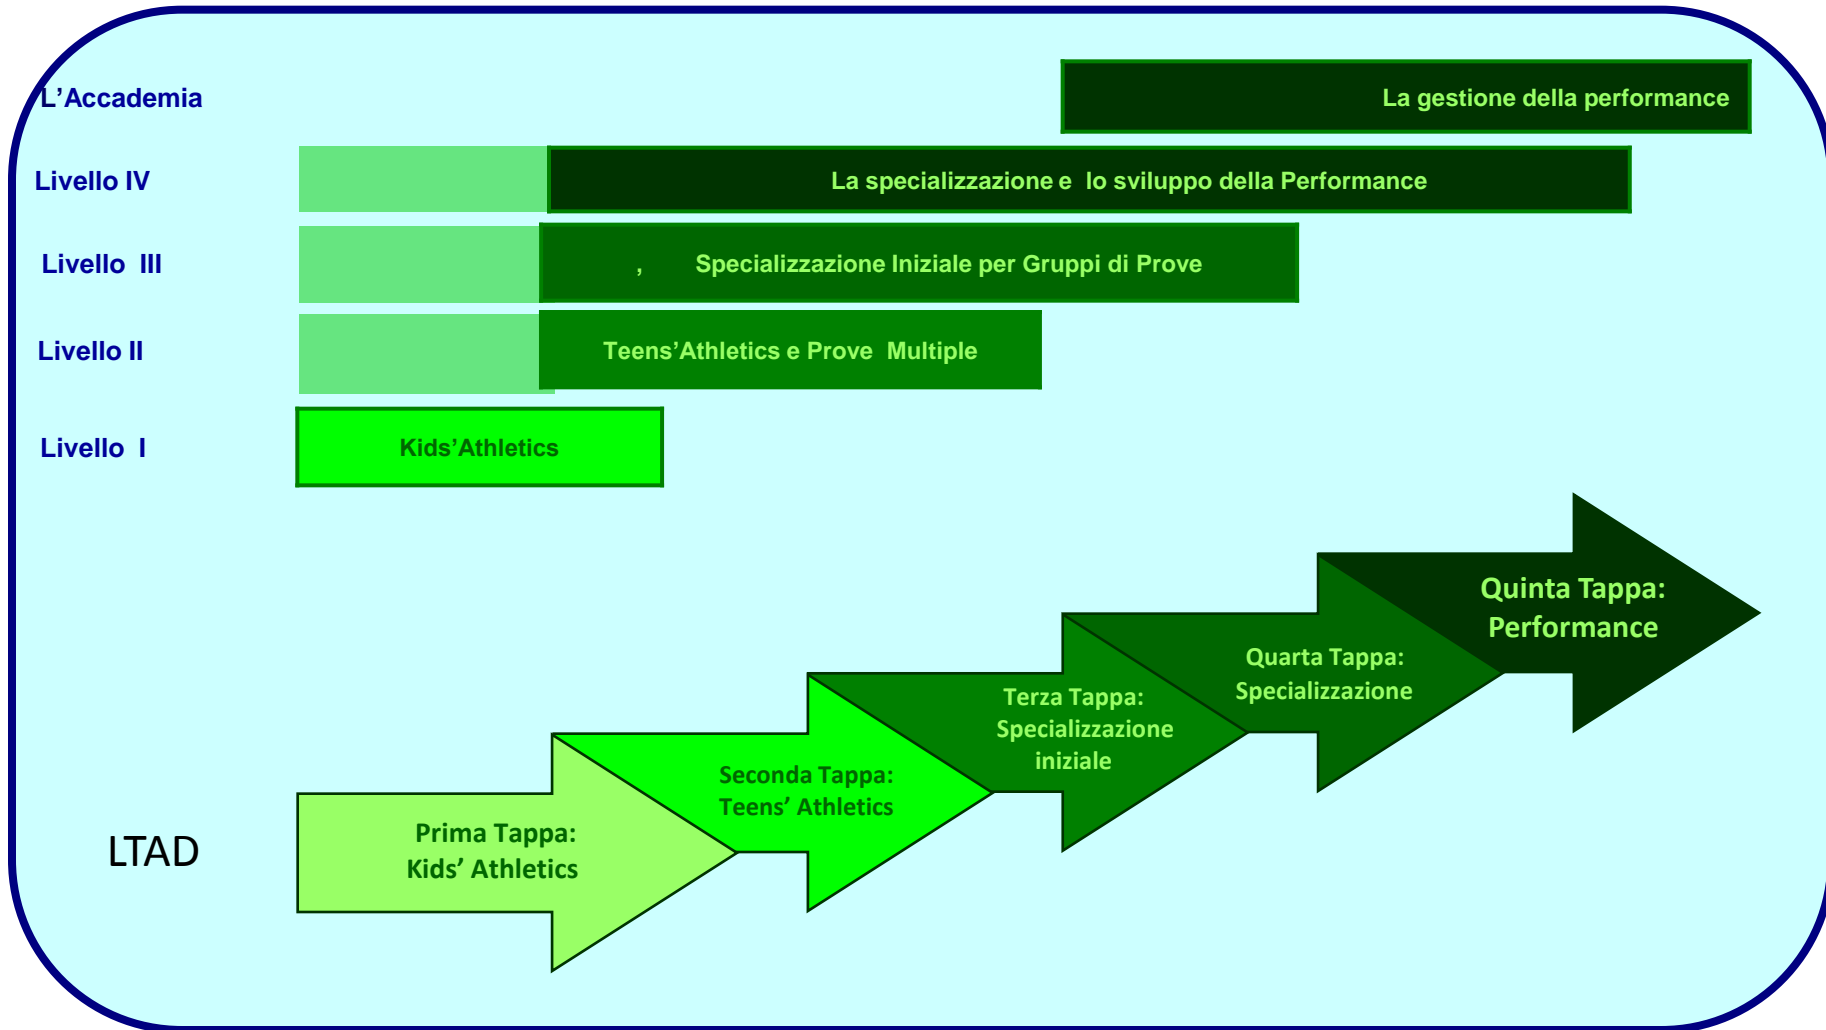 L’Accademia
La gestione della performance
Livello IV
La specializzazione e lo sviluppo della Performance
Livello III
, Specializzazione Iniziale per Gruppi di Prove
Livello II
Teens’Athletics e Prove Multiple
Livello I
Kids’Athletics
Quinta Tappa:
Performance
Quarta Tappa:
Specializzazione
Terza Tappa:
Specializzazione
iniziale
Seconda Tappa:
Teens’ Athletics
Prima Tappa:
Kids’ Athletics
LTAD